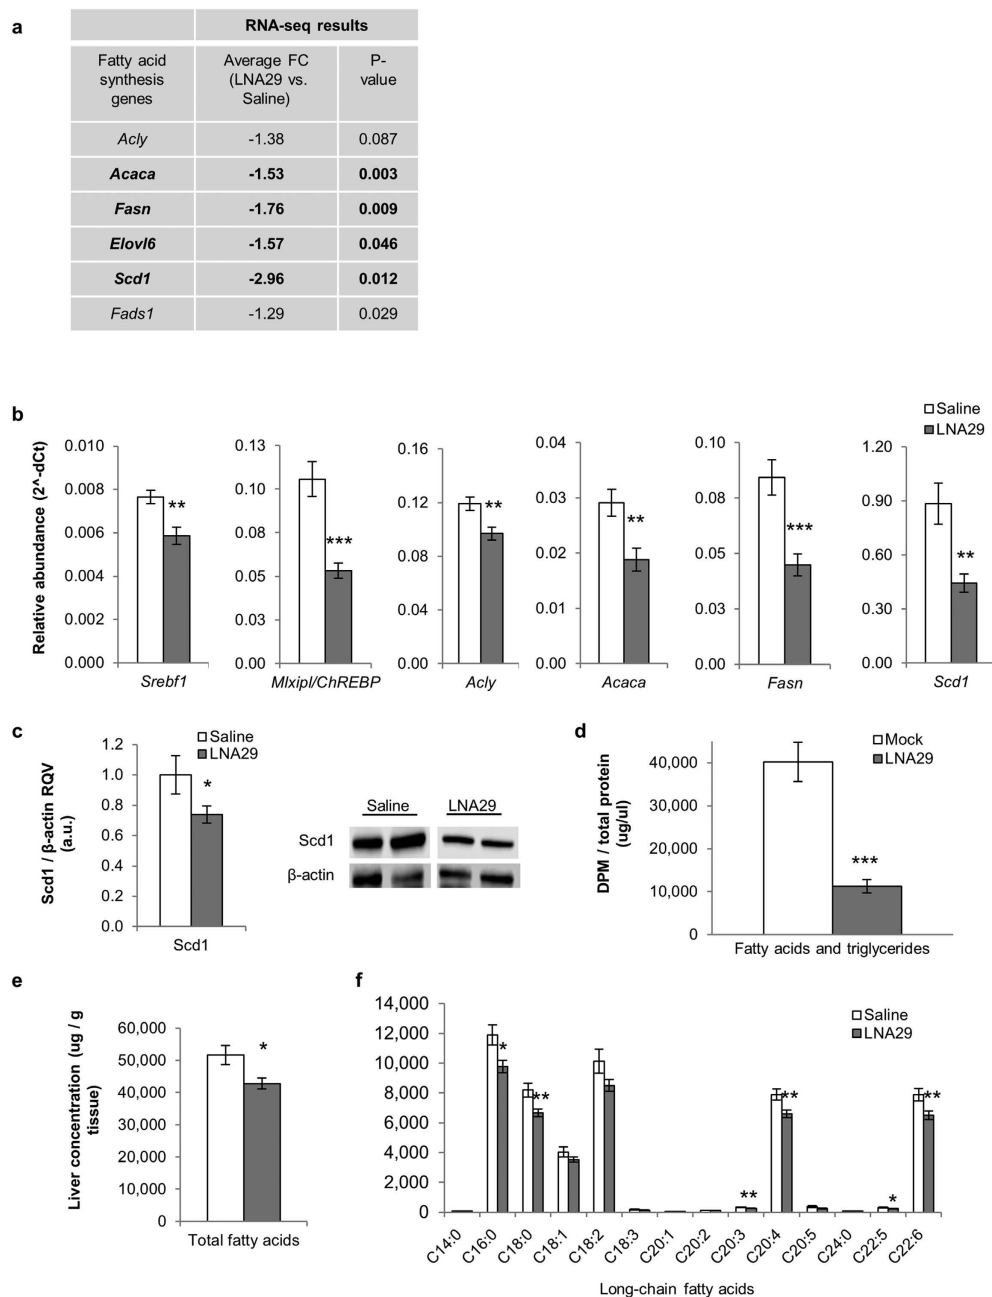 a
RNA-seq results
Fatty acid synthesis genes
Average FC (LNA29 vs. Saline)
P-value
Acly -1.38 0.087
Acaca -1.53 0.003
Fasn -1.76 0.009
Elovl6 -1.57 0.046
Scd1 -2.96 0.012
Fads1 -1.29 0.029
b
Saline
LNA29
Relative abundance (2^-dCt)
0.010
0.008
0.006
0.004
0.002
0.000
**
Srebf1
0.13
0.10
0.08
0.05
0.03
0.00
***
Mlxipl/ChREBP
0.16
0.12
0.08
0.04
0.00
**
Acly
0.04
0.03
0.02
0.01
0.00
**
Acaca
0.10
0.08
0.05
0.03
0.00
***
Fasn
1.20
0.90
0.60
0.30
0.00
**
Scd1
c
Saline
LNA29
Scd1 / β-actin RQV
(a.u.)
1.2
1.0
0.8
0.6
0.4
0.2
0.0
*
Scd1
Saline LNA29
Scd1
β-actin
d
Mock
LNA29
DPM / total protein
(ug/ul)
40,000
30,000
20,000
10,000
0
***
Fatty acids and triglycerides
e
Liver concentration (ug / g
tissue)
60,000
50,000
40,000
30,000
20,000
10,000
0
*
Total fatty acids
f
Saline
LNA29
14,000
12,000
10,000
8,000
6,000
4,000
2,000
0
*
**
**
**
*
**
C14:0 C16:0 C18:0 C18:1 C18:2 C18:3 C20:1 C20:2 C20:3 C20:4 C20:5 C24:0 C22:5 C22:6
Long-chain fatty acids